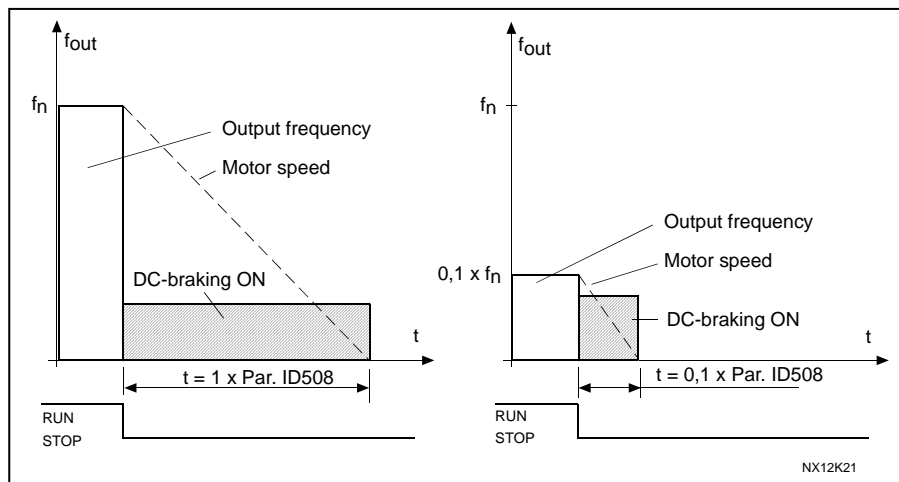 fout
fn
Output frequency
Motor speed
DC-braking ON
t
t = 1 x Par. ID508
RUN
STOP
fout
fn
Output frequency
Motor speed
0,1 x fn
DC-braking ON
t
t = 0,1 x Par. ID508
RUN
STOP
NX12K21